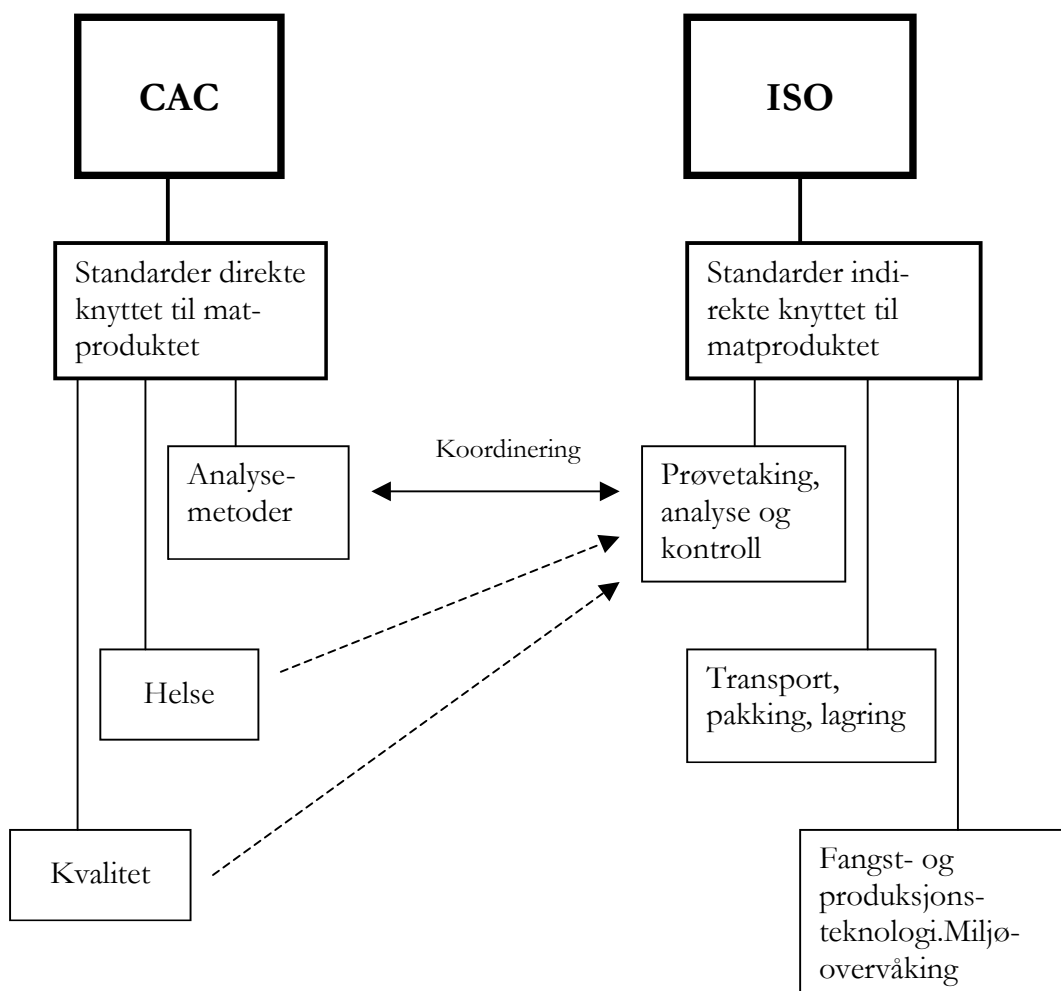 CAC
ISO
Standarder direkte
knyttet til mat-
produktet
Standarder indi-
rekte knyttet til
matproduktet
Analyse-
metoder
Koordinering
Prøvetaking,
analyse og
kontroll
Helse
Transport,
pakking, lagring
Kvalitet
Fangst- og
produksjons-
teknologi.Miljø-
overvåking